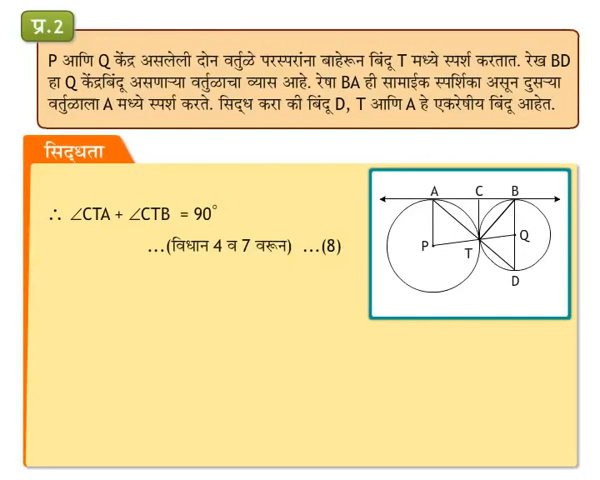 प्र.2
P आणि Q केंद्र असलेली दोन वर्तुळे परस्परांना बाहेरून बिंदू T मध्ये स्पर्श करतात. रेख BD
हा Q केंद्रबिंदू असणाऱ्या वर्तुळाचा व्यास आहे. रेषा BA ही सामाईक स्पर्शिका असून दुसऱ्या
वर्तुळाला A मध्ये स्पर्श करते. सिद्ध करा की बिंदू D, T आणि A हे एकरेषीय बिंदू आहेत.
सिद्धता
∴ ∠CTA + ∠CTB = 90°
...(विधान 4 व 7 वरून) ...(8)
A C B
P T Q
D